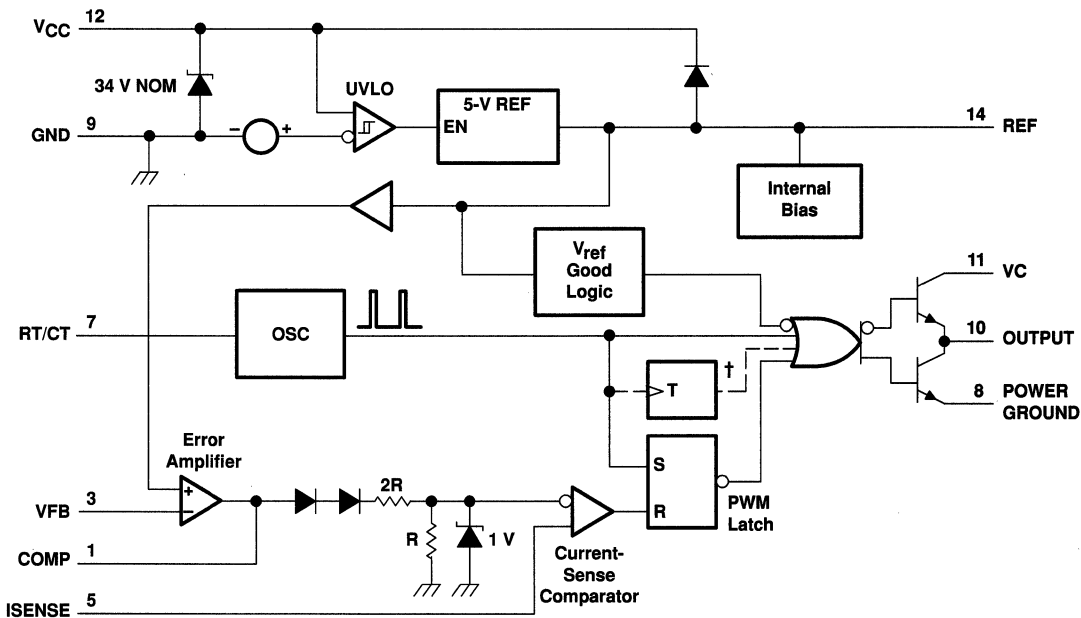 VCC 12
34 V NOM
UVLO
5-V REF
EN
GND 9
− +
14 REF
Internal
Bias
Vref
Good
Logic
11 VC
RT/CT 7
OSC
10 OUTPUT
†
T
8 POWER
GROUND
Error
Amplifier
S
R
PWM
Latch
+
−
2R
VFB 3
R
1 V
COMP 1
Current-
Sense
Comparator
ISENSE 5